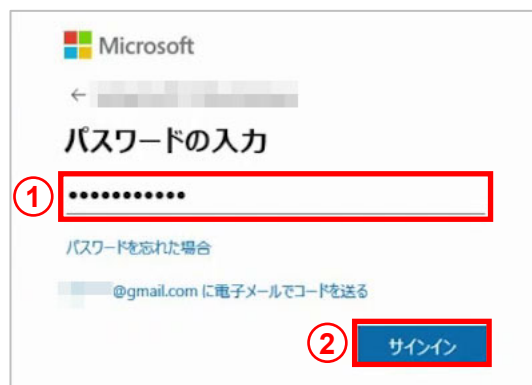 Microsoft
←
パスワードの入力
① •••••••••••
パスワードを忘れた場合
@gmail.com に電子メールでコードを送る
② サインイン